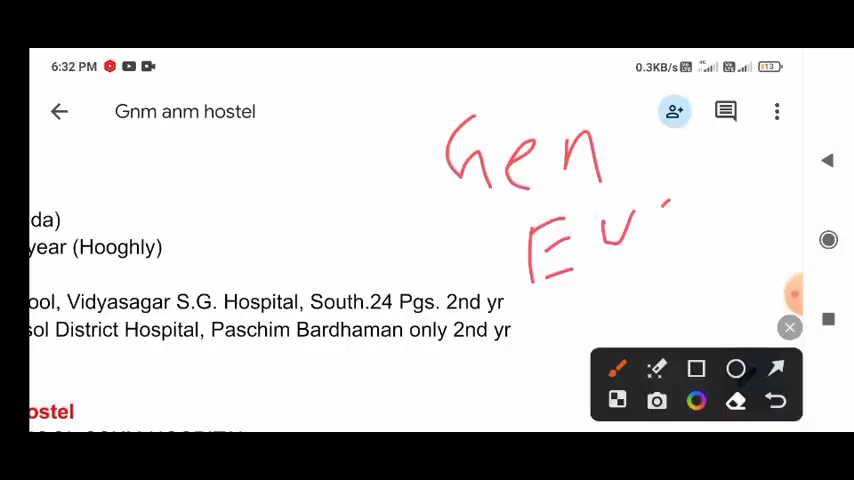 6:32 PM 0.3KB/s 13
Gnm anm hostel
Gen
da)
year (Hooghly)
ool, Vidyasagar S.G. Hospital, South.24 Pgs. 2nd yr
sol District Hospital, Paschim Bardhaman only 2nd yr
ostel